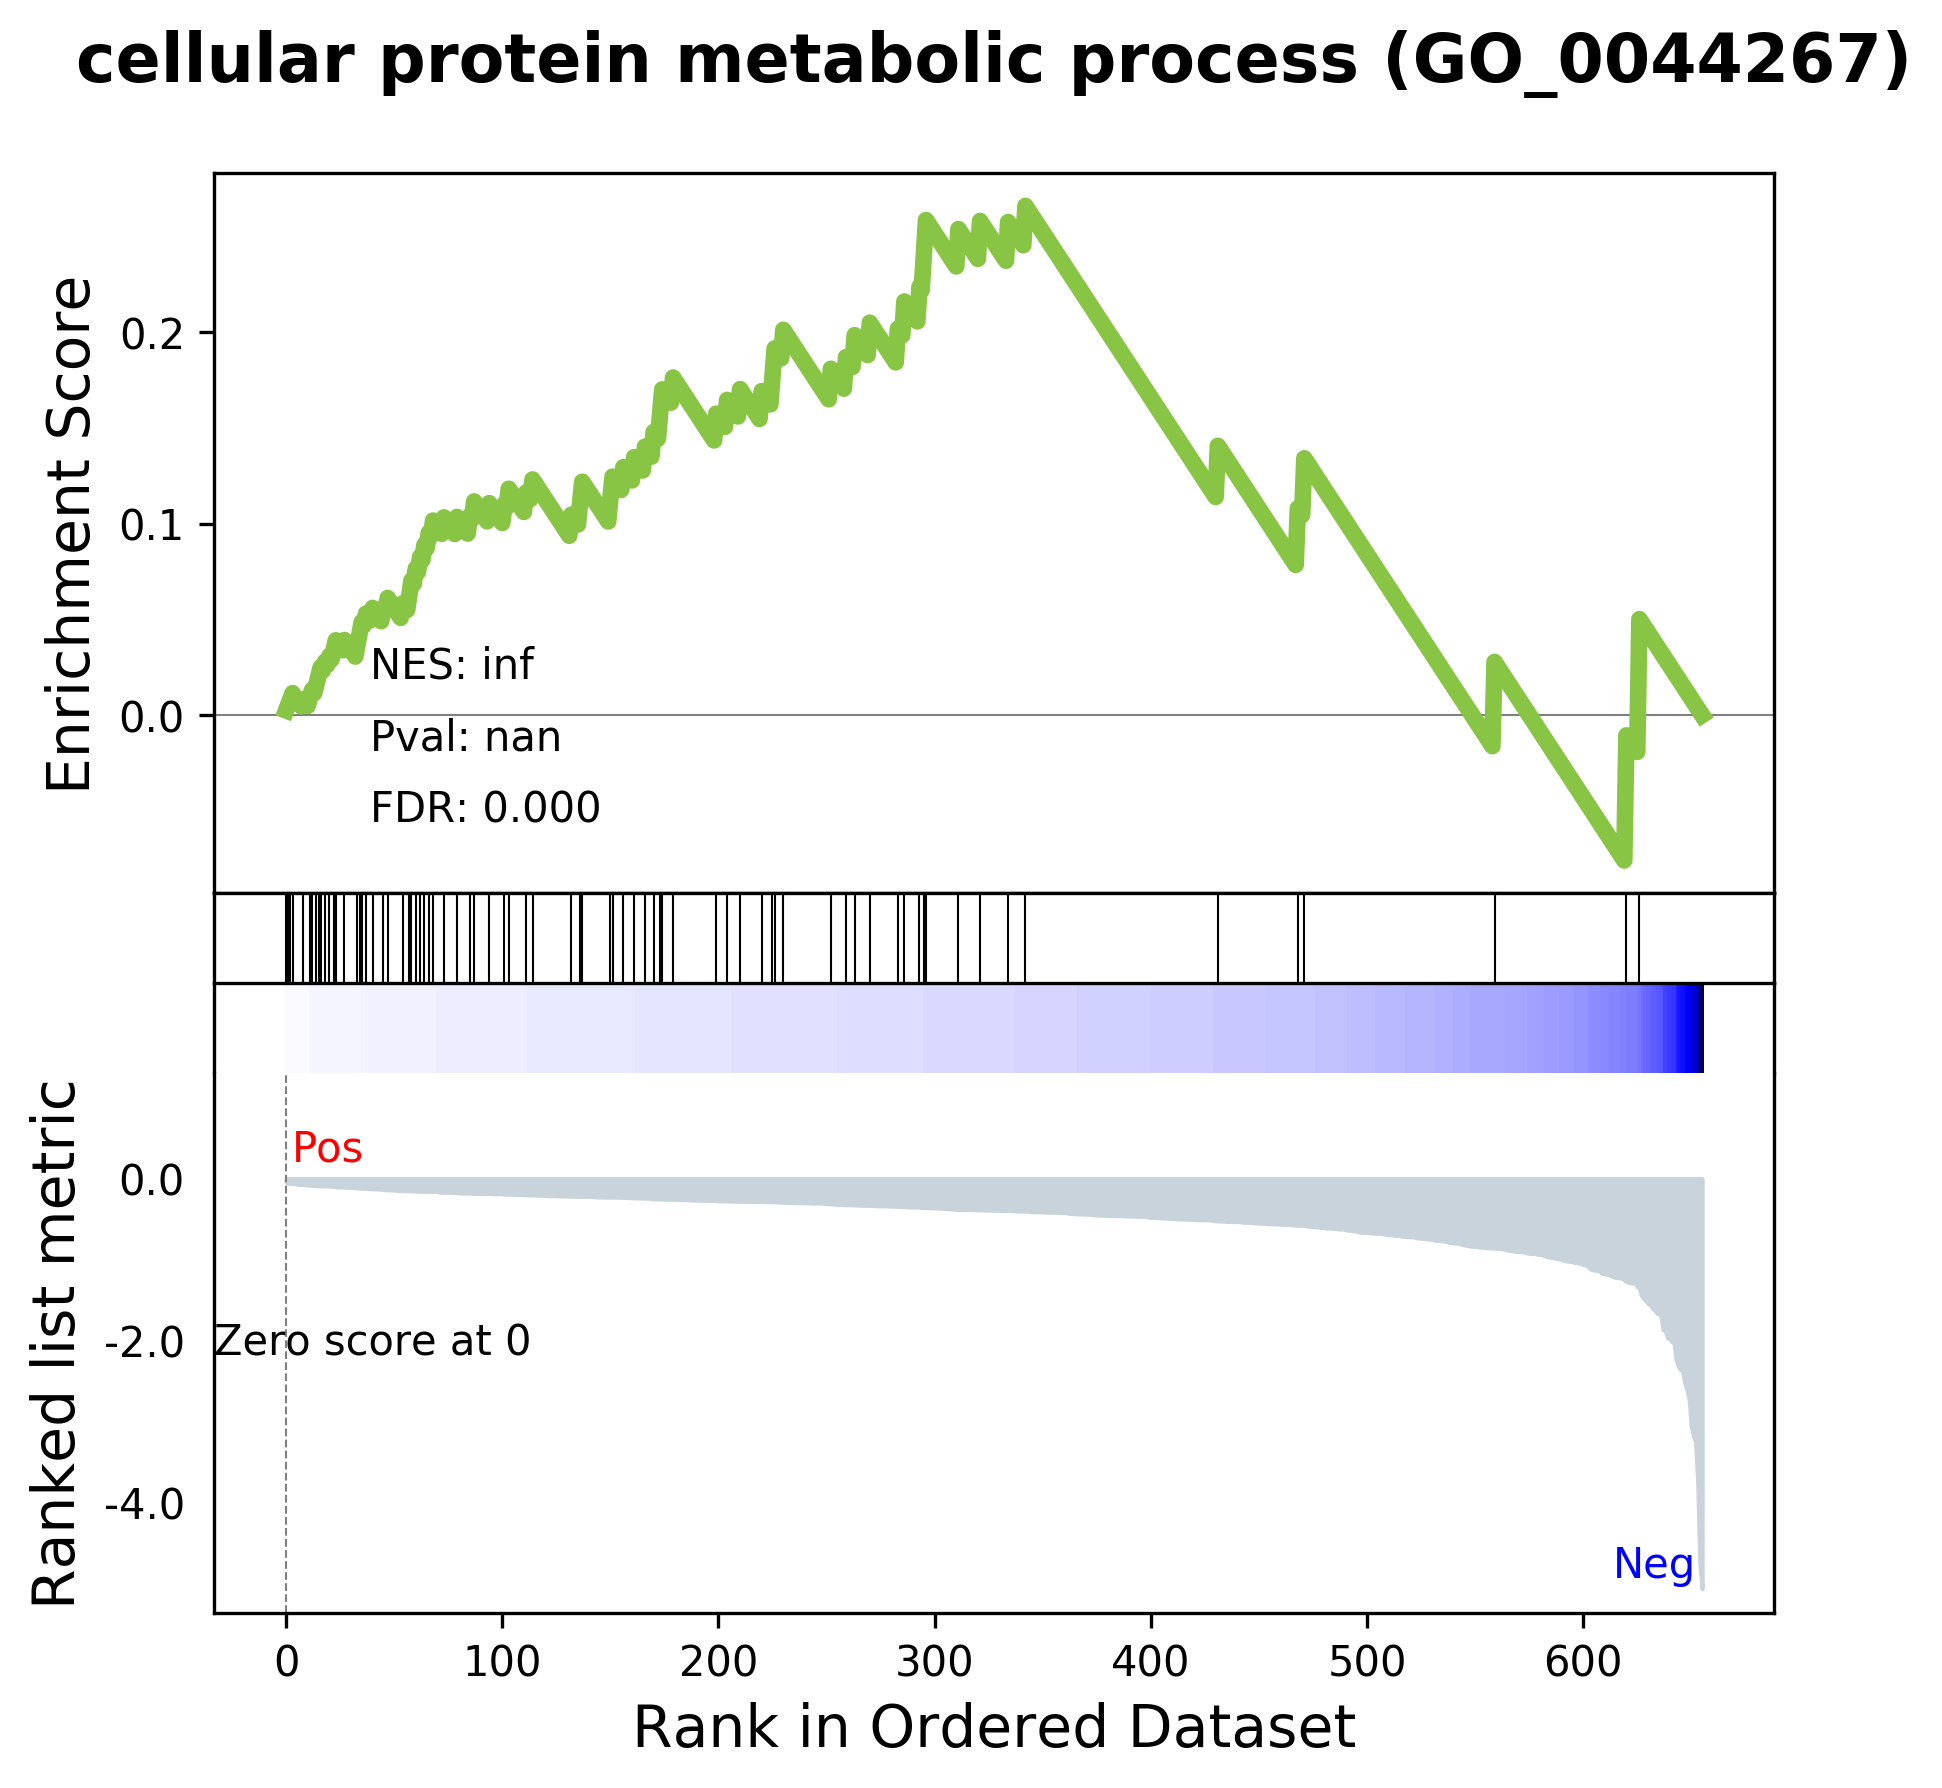 cellular protein metabolic process (GO_0044267)
Enrichment Score
0.2
0.1
0.0
NES: inf
Pval: nan
FDR: 0.000
Ranked list metric
Pos
0.0
-2.0
Zero score at 0
-4.0
Neg
0 100 200 300 400 500 600
Rank in Ordered Dataset